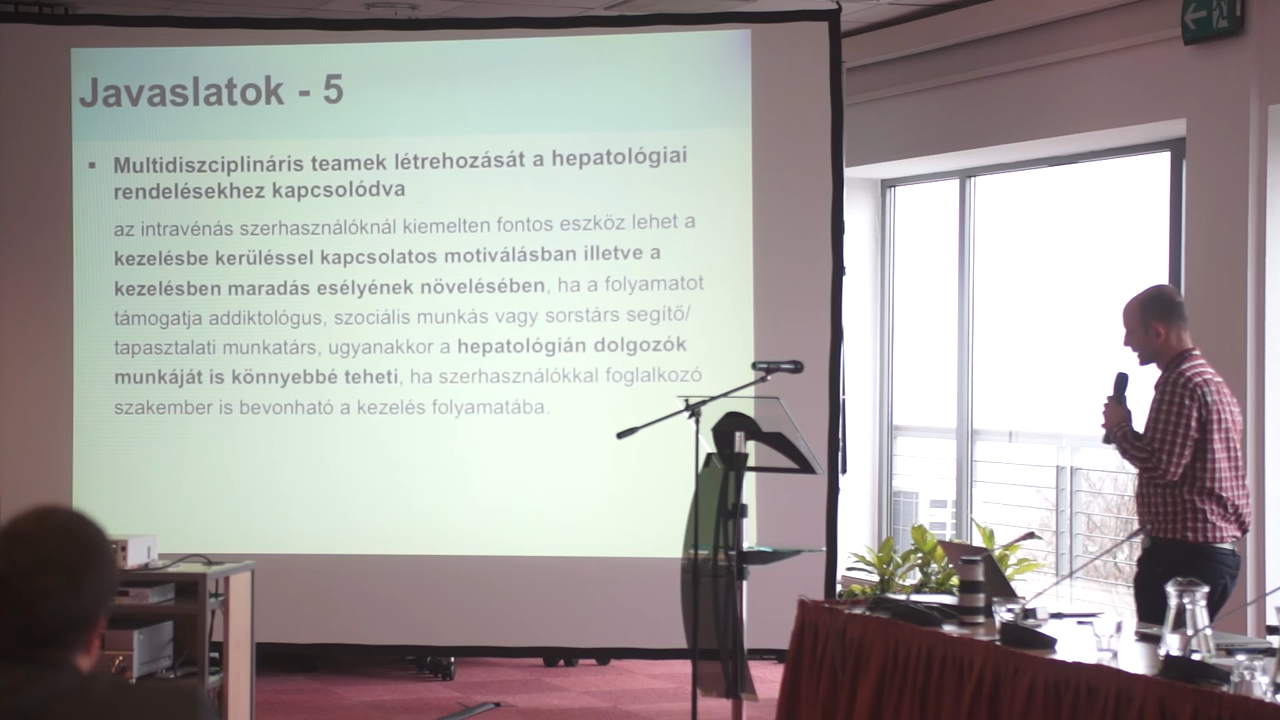 Javaslatok - 5
▪ Multidiszciplináris teamek létrehozását a hepatológiai
rendelésekhez kapcsolódva
az intravénás szerhasználóknál kiemelten fontos eszköz lehet a
kezelésbe kerüléssel kapcsolatos motiválásban illetve a
kezelésben maradás esélyének növelésében, ha a folyamatot
támogatja addiktológus, szociális munkás vagy sorstárs segítő/
tapasztalati munkatárs, ugyanakkor a hepatológián dolgozók
munkáját is könnyebbé teheti, ha szerhasználókkal foglalkozó
szakember is bevonható a kezelés folyamatába.